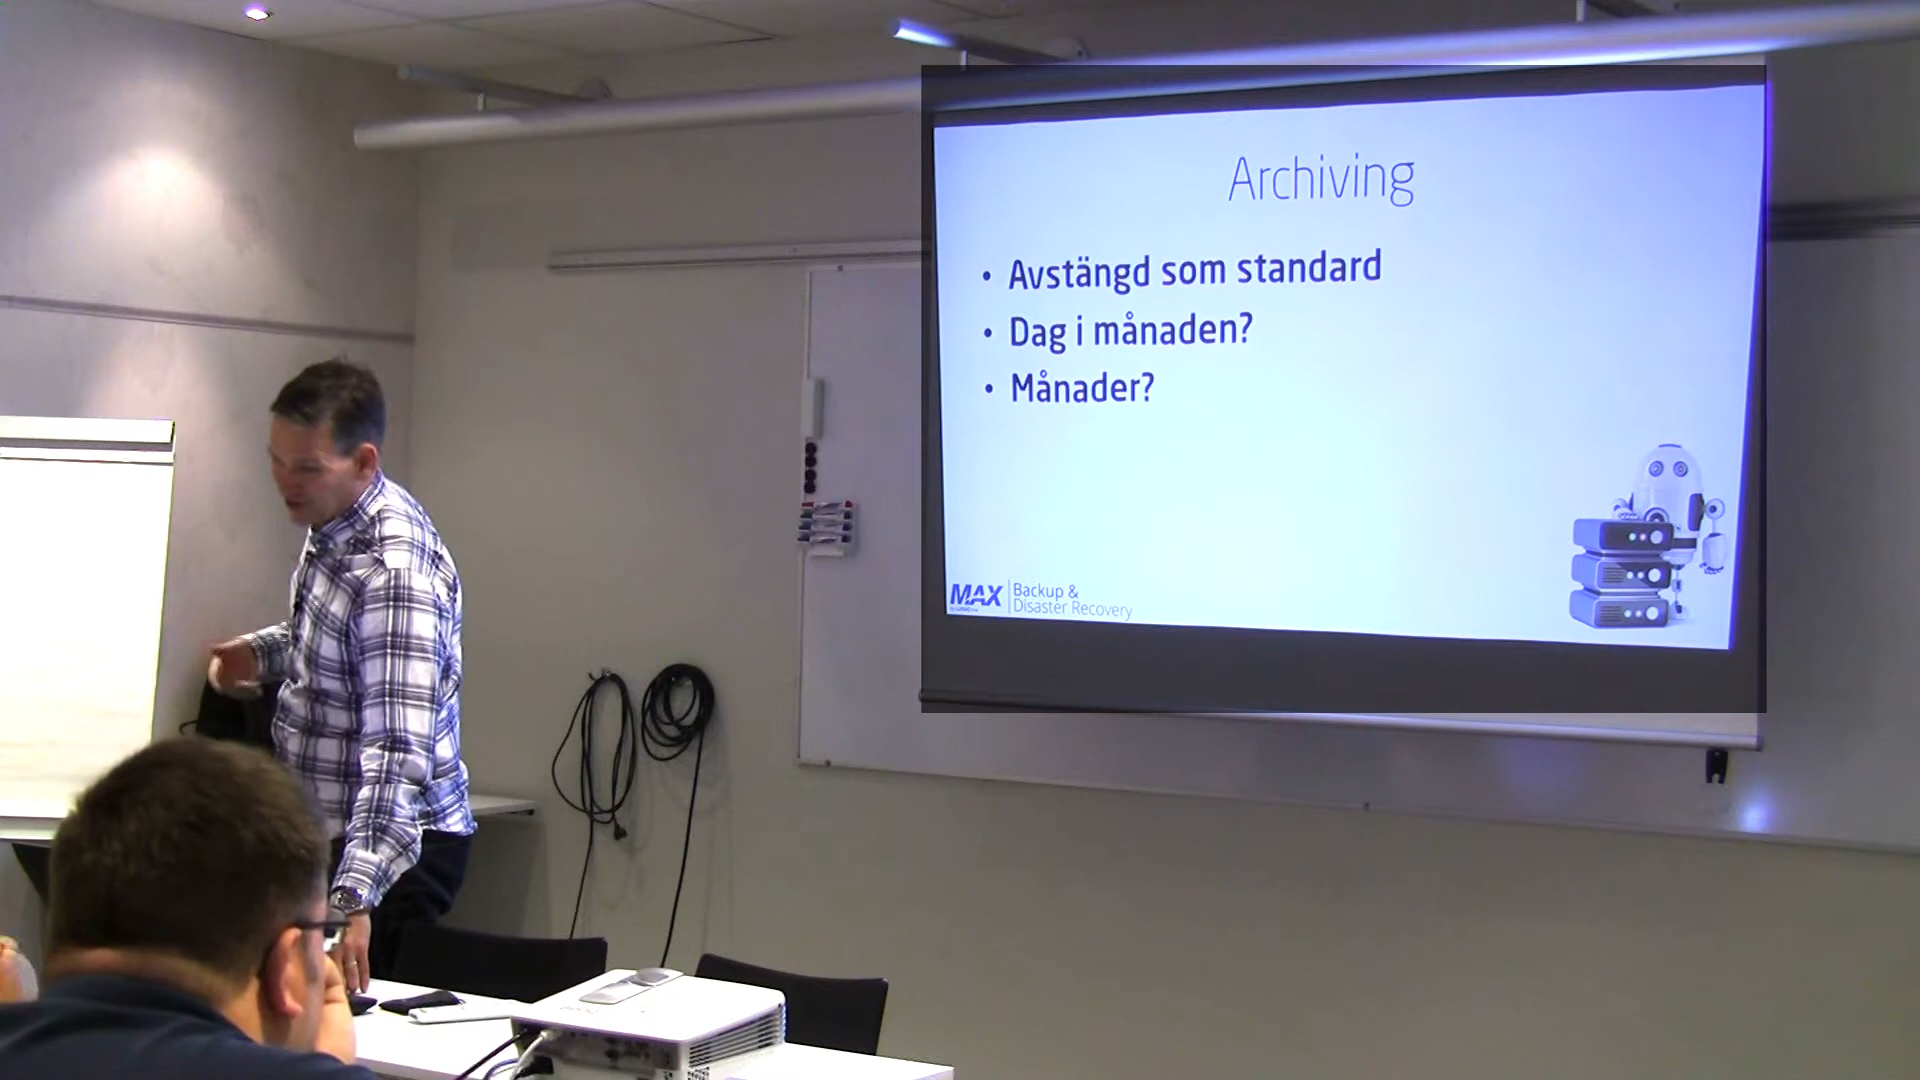 Archiving
• Avstängd som standard
• Dag i månaden?
• Månader?
MAX
Backup &
Disaster Recovery